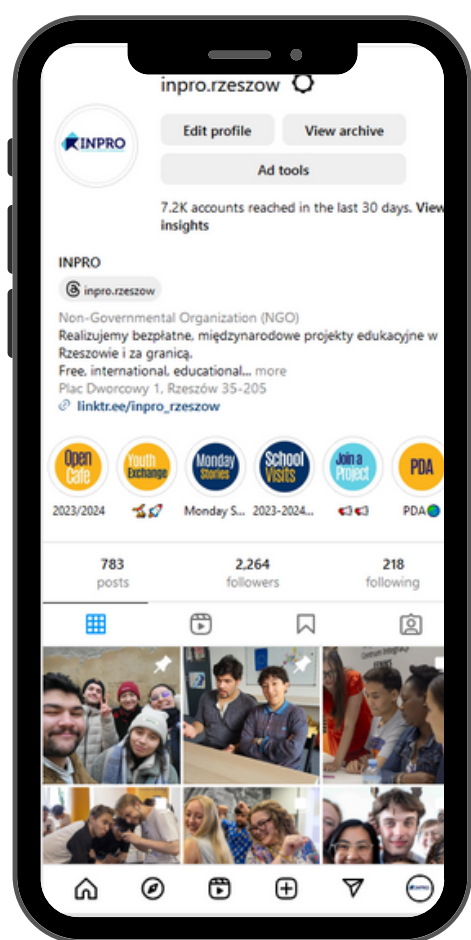 inpro.rzeszow
INPRO
Edit profile
View archive
Ad tools
7.2K accounts reached in the last 30 days. View
insights
INPRO
inpro.rzeszow
Non-Governmental Organization (NGO)
Realizujemy bezpłatne, międzynarodowe projekty edukacyjne w
Rzeszowie i za granicą.
Free, international, educational... more
Plac Dworcowy 1, Rzeszów 35-205
linktr.ee/inpro_rzeszow
Open
Cafe
Youth
Exchange
Monday
Stories
School
Visits
Join a
Project
PDA
2023/2024
Monday S...
2023-2024...
PDA
783
posts
2,264
followers
218
following
Centrum Integracji